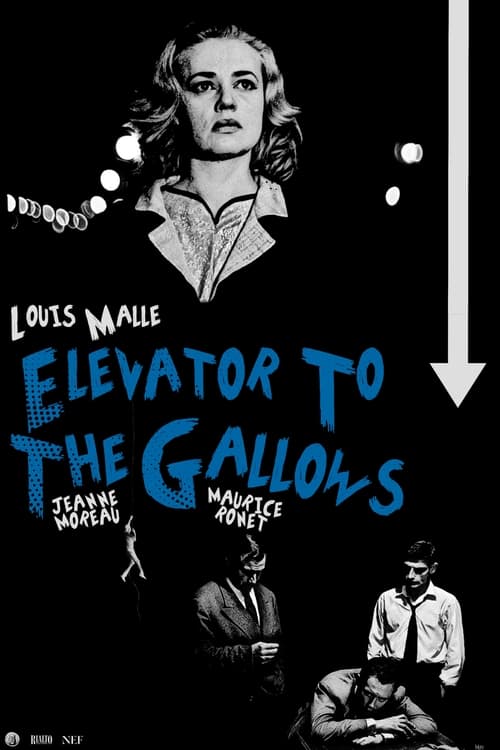 LOUIS MALLE
ELEVATOR TO
THE GALLOWS
JEANNE
MOREAU
MAURICE
RONET
RIALTO NEF